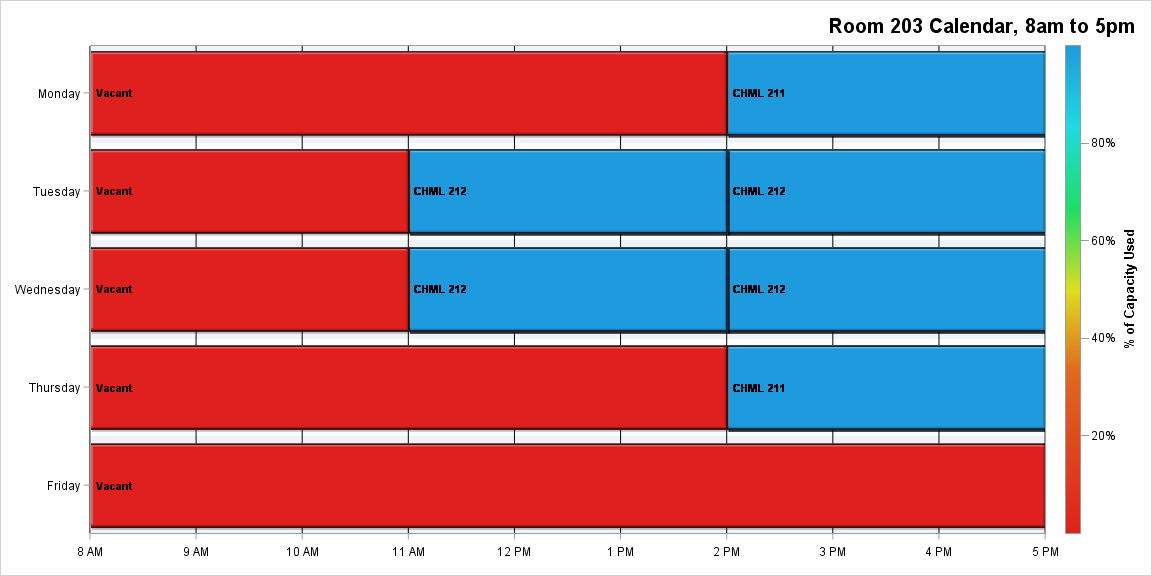 Room 203 Calendar, 8am to 5pm
Monday
Vacant
CHML 211
Tuesday
Vacant
CHML 212
CHML 212
Wednesday
Vacant
CHML 212
CHML 212
Thursday
Vacant
CHML 211
Friday
Vacant
8 AM
9 AM
10 AM
11 AM
12 PM
1 PM
2 PM
3 PM
4 PM
5 PM
80%
60%
40%
20%
% of Capacity Used